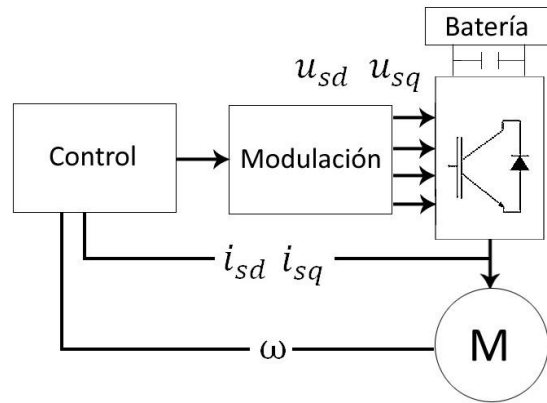 Batería
u_sd u_sq
Control
Modulación
i_sd i_sq
ω
M